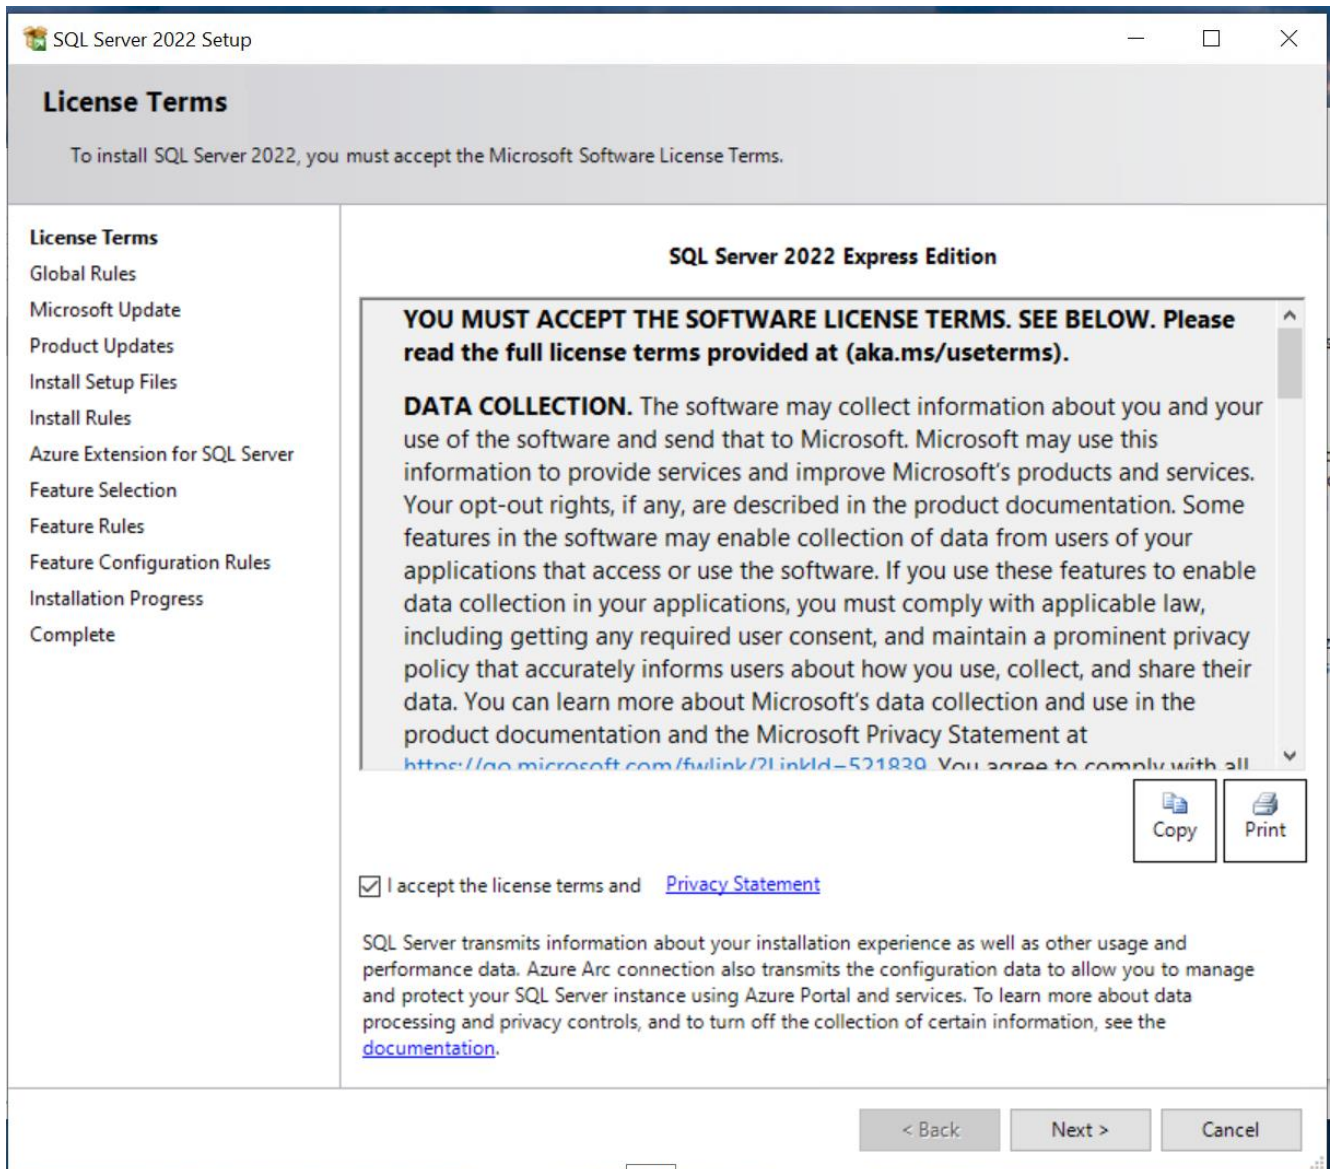 SQL Server 2022 Setup
License Terms
To install SQL Server 2022, you must accept the Microsoft Software License Terms.
License Terms
Global Rules
Microsoft Update
Product Updates
Install Setup Files
Install Rules
Azure Extension for SQL Server
Feature Selection
Feature Rules
Feature Configuration Rules
Installation Progress
Complete
SQL Server 2022 Express Edition
YOU MUST ACCEPT THE SOFTWARE LICENSE TERMS. SEE BELOW. Please
read the full license terms provided at (aka.ms/useterms).
DATA COLLECTION. The software may collect information about you and your
use of the software and send that to Microsoft. Microsoft may use this
information to provide services and improve Microsoft's products and services.
Your opt-out rights, if any, are described in the product documentation. Some
features in the software may enable collection of data from users of your
applications that access or use the software. If you use these features to enable
data collection in your applications, you must comply with applicable law,
including getting any required user consent, and maintain a prominent privacy
policy that accurately informs users about how you use, collect, and share their
data. You can learn more about Microsoft's data collection and use in the
product documentation and the Microsoft Privacy Statement at
https://go.microsoft.com/fwlink/?LinkId=521839. You agree to comply with all
Copy
Print
I accept the license terms and Privacy Statement
SQL Server transmits information about your installation experience as well as other usage and
performance data. Azure Arc connection also transmits the configuration data to allow you to manage
and protect your SQL Server instance using Azure Portal and services. To learn more about data
processing and privacy controls, and to turn off the collection of certain information, see the
documentation.
< Back
Next >
Cancel